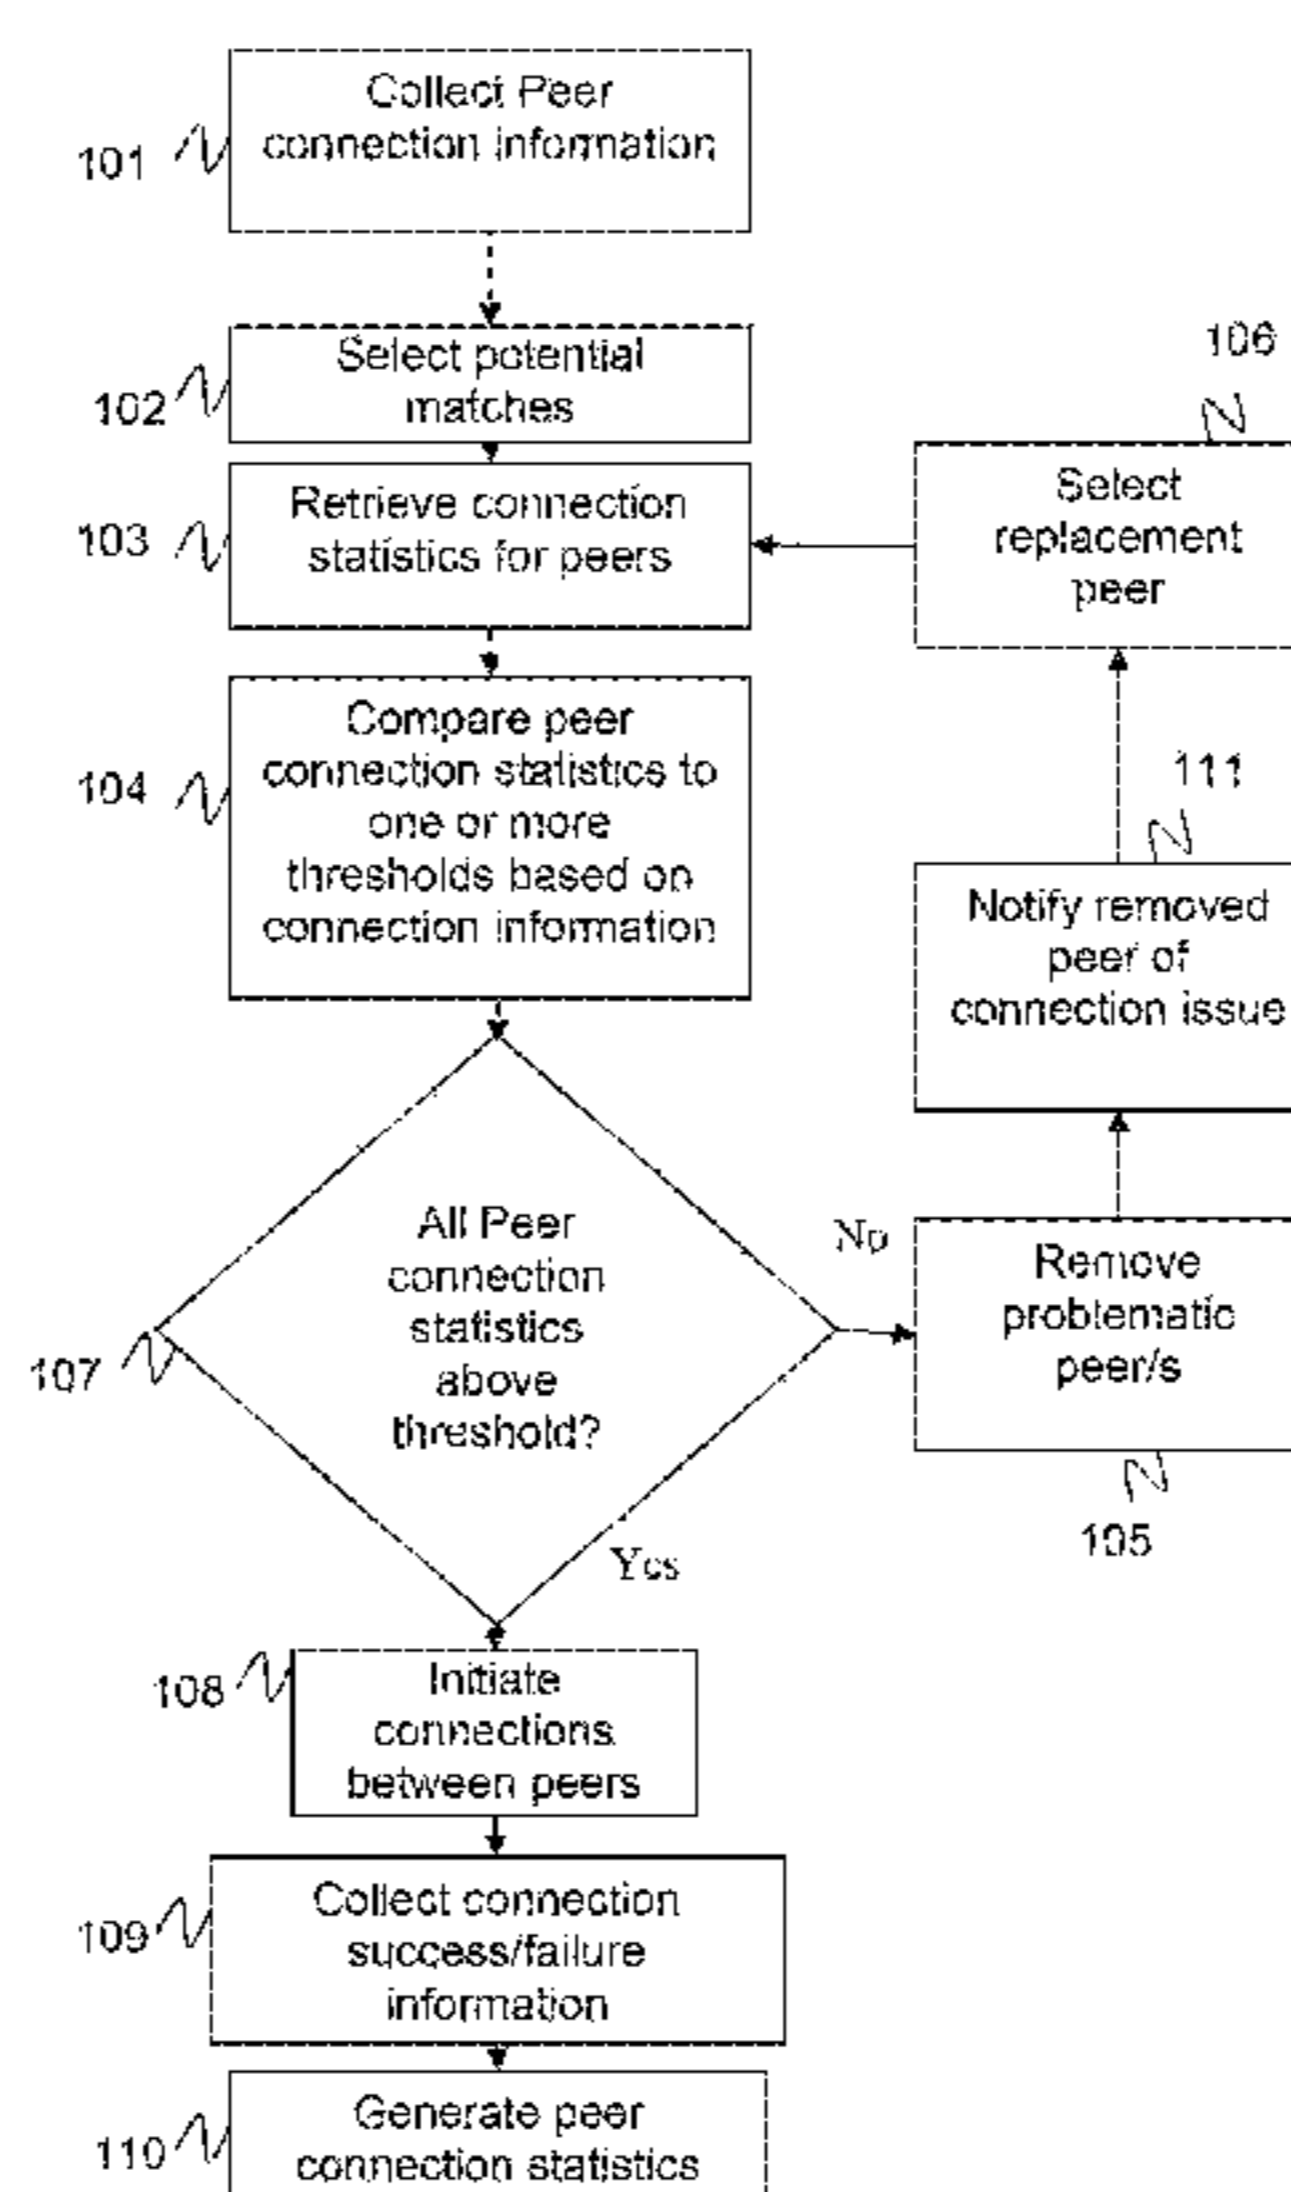 Collect Peer
connection information
101
Select potential
matches
102
106
Retrieve connection
statistics for peers
103
Select
replacement
peer
Compare peer
connection statistics to
one or more
thresholds based on
connection information
104
111
Notify removed
peer of
connection issue
All Peer
connection
statistics
above
threshold?
107
No
Remove
problematic
peer/s
105
Yes
108
Initiate
connections
between peers
Collect connection
success/failure
information
109
Generate peer
connection statistics
110